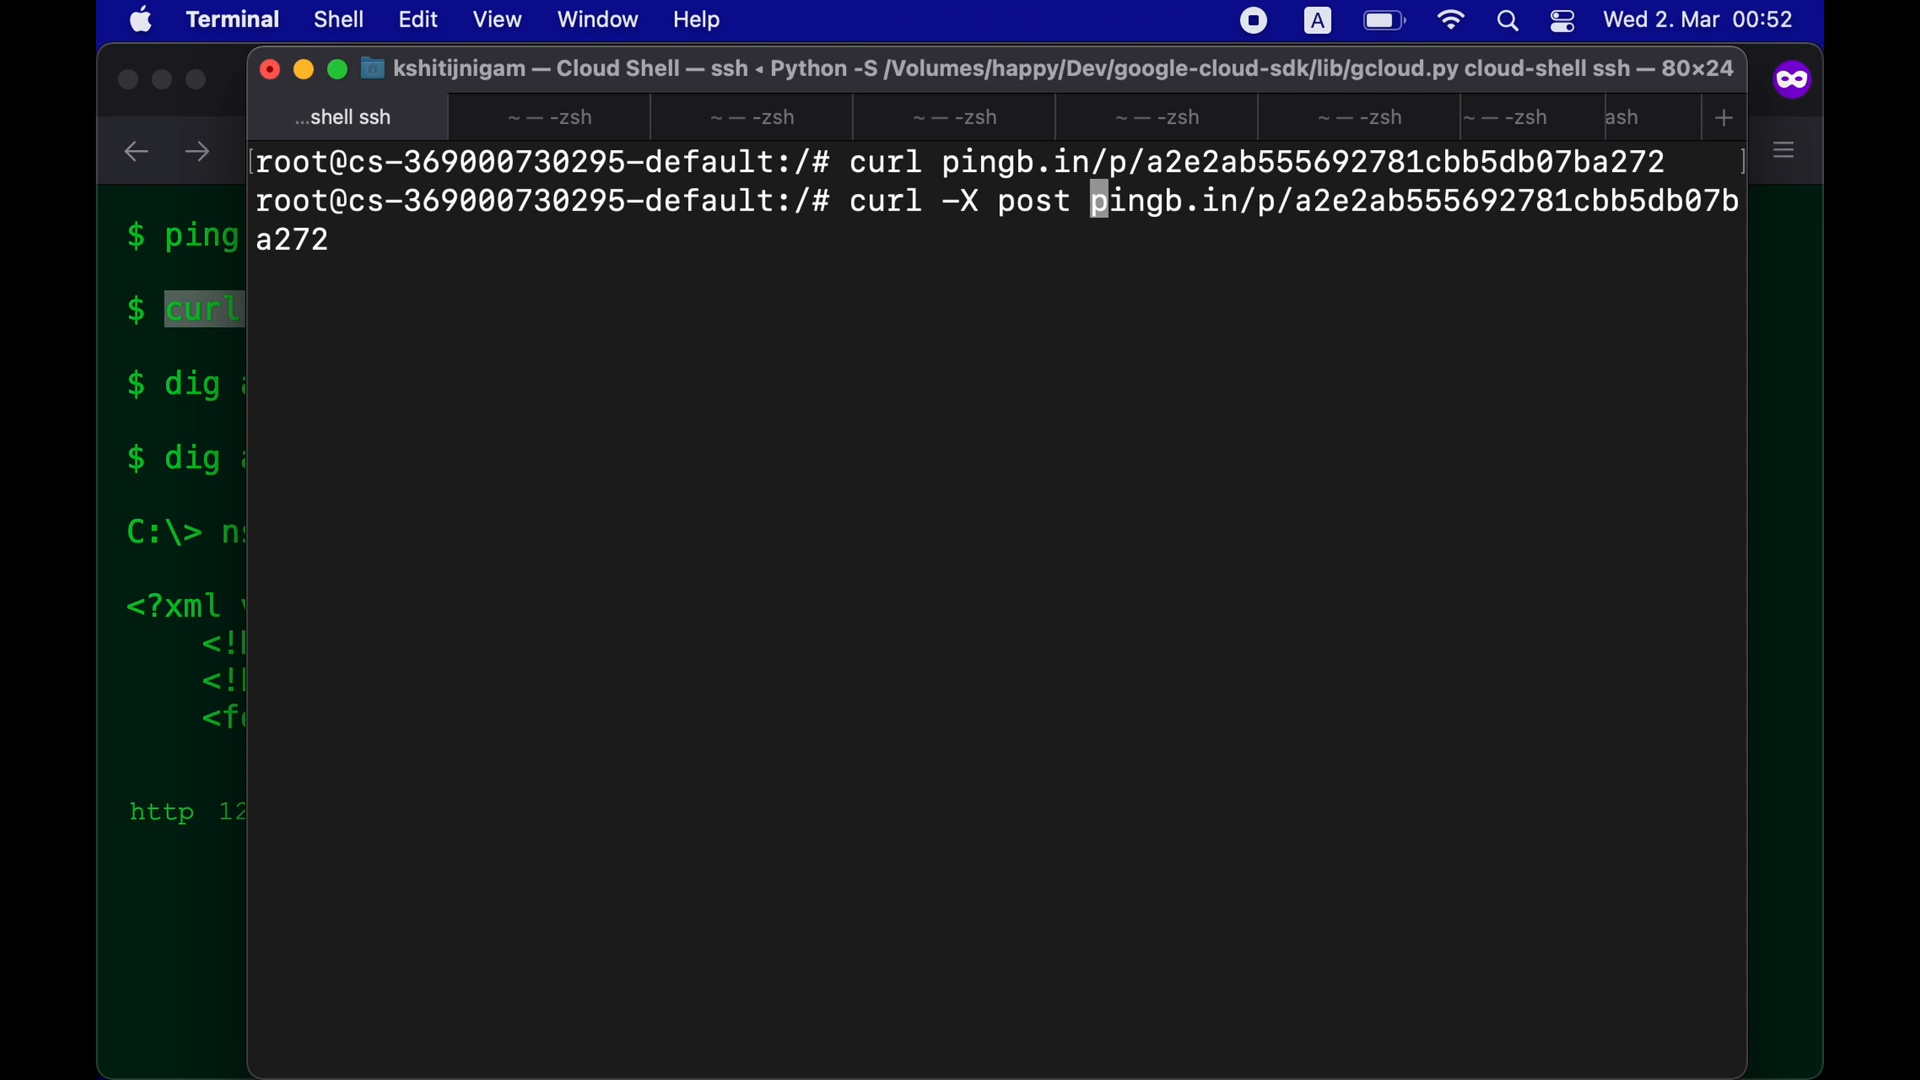 Terminal Shell Edit View Window Help A Wed 2. Mar 00:52
kshitijnigam — Cloud Shell — ssh ◂ Python -S /Volumes/happy/Dev/google-cloud-sdk/lib/gcloud.py cloud-shell ssh — 80×24
...shell ssh ~ — -zsh ~ — -zsh ~ — -zsh ~ — -zsh ~ — -zsh ~ — -zsh ash +
[root@cs-369000730295-default:/# curl pingb.in/p/a2e2ab555692781cbb5db07ba272 ]
root@cs-369000730295-default:/# curl -X post pingb.in/p/a2e2ab555692781cbb5db07b
a272
$ ping
$ curl
$ dig
$ dig
C:\>
<?xml
<!
<!
http 12